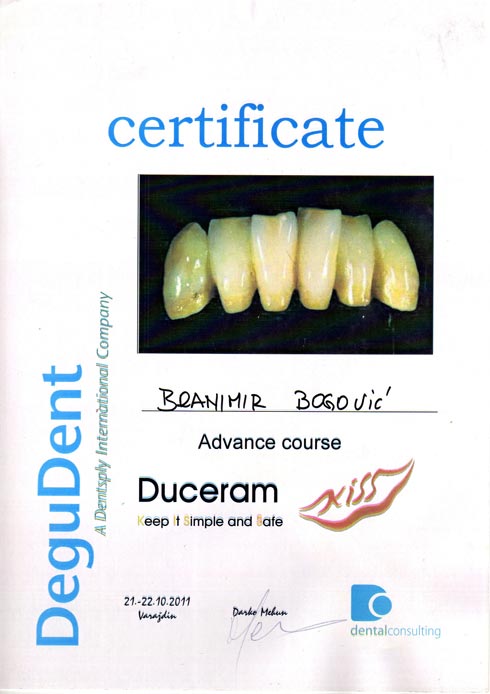 certificate
BRANIMIR BOGOVIĆ
Advance course
Duceram
Kiss
Keep It Simple and Safe
DeguDent
A Dentsply International Company
21.-22.10.2011
Varaždin
Darko Mehun
dentalconsulting